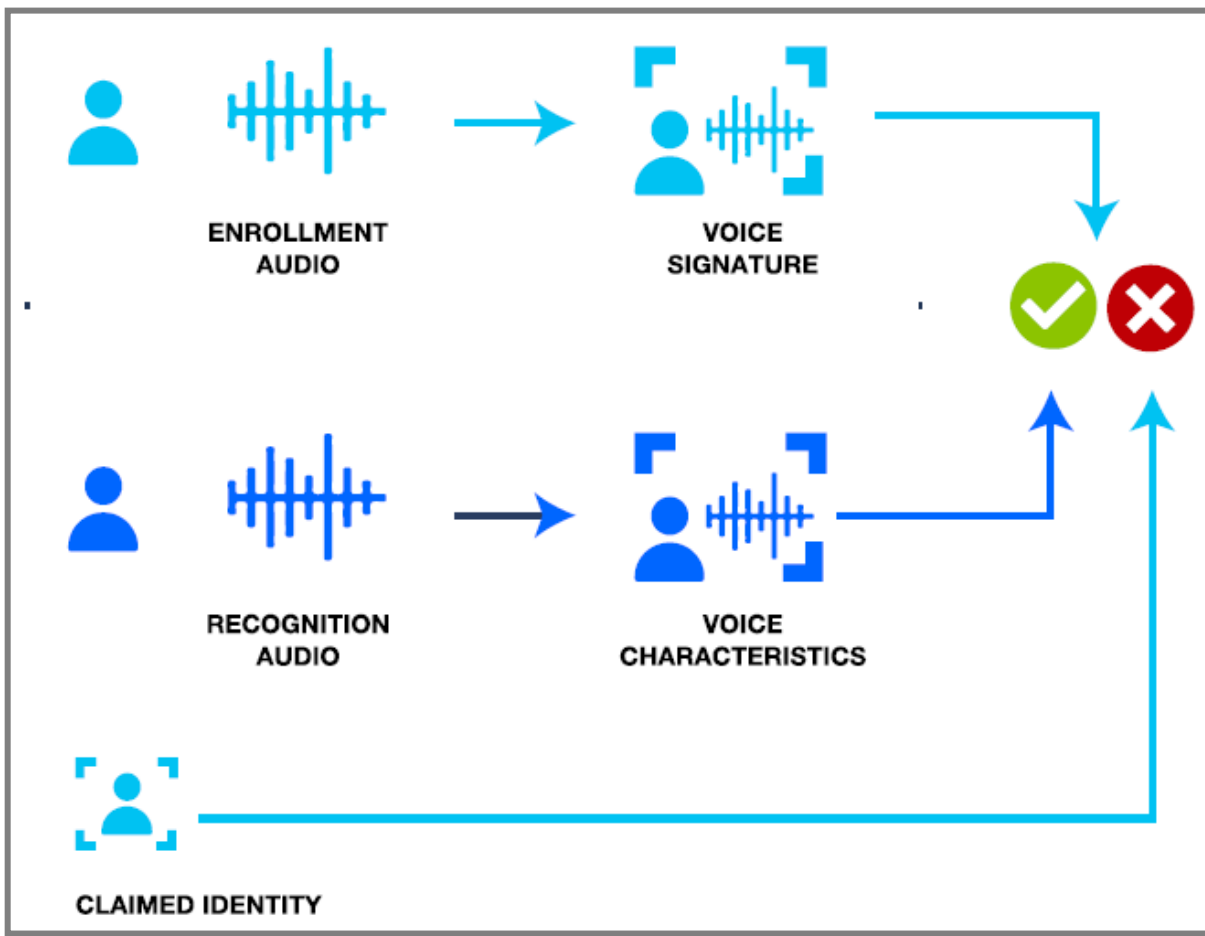 ENROLLMENT
AUDIO
VOICE
SIGNATURE
RECOGNITION
AUDIO
VOICE
CHARACTERISTICS
CLAIMED IDENTITY